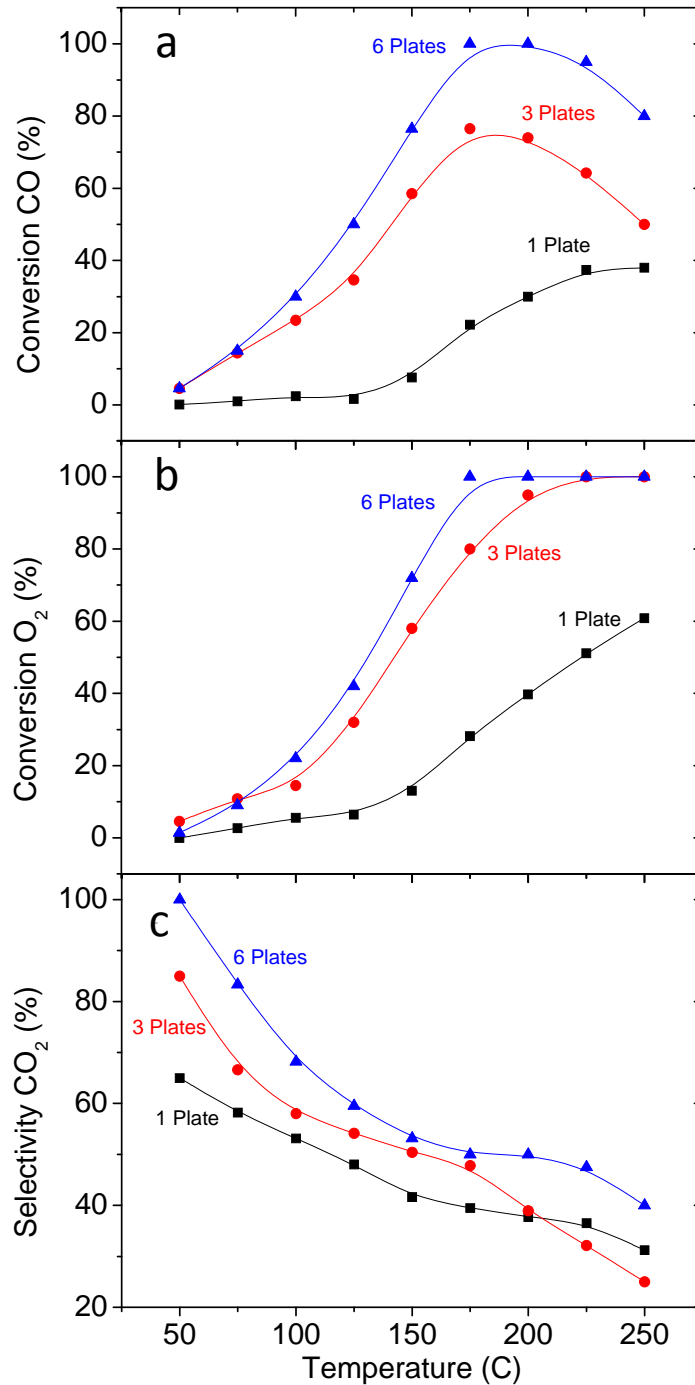 a
100
80
60
40
20
0
Conversion CO (%)
6 Plates
3 Plates
1 Plate
b
100
80
60
40
20
0
Conversion O₂ (%)
6 Plates
3 Plates
1 Plate
c
100
80
60
40
20
Selectivity CO₂ (%)
6 Plates
3 Plates
1 Plate
50 100 150 200 250
Temperature (C)